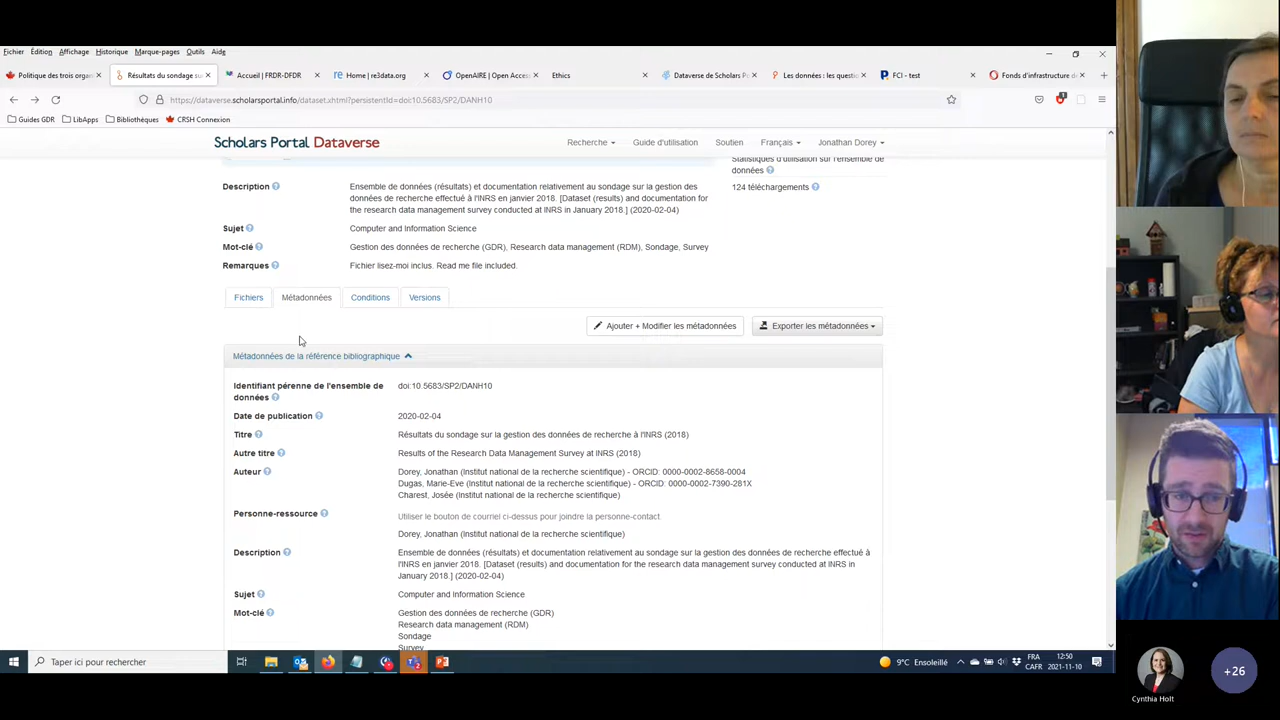 Fichier Édition Affichage Historique Marque-pages Outils Aide
Politique des trois organ
Résultats du sondage su
Accueil | FRDR-DFDR
Home | re3data.org
OpenAIRE | Open Acces
Ethics
Dataverse de Scholars Po
Les données : les questio
FCI - test
Fonds d'infrastructure de
https://dataverse.scholarsportal.info/dataset.xhtml?persistentId=doi:10.5683/SP2/DANH10
Guides GDR LibApps Bibliothèques CRSH Connexion
Scholars Portal Dataverse
Recherche Guide d'utilisation Soutien Français Jonathan Dorey
Statistiques d'utilisation sur l'ensemble de
données
124 téléchargements
Description
Ensemble de données (résultats) et documentation relativement au sondage sur la gestion des
données de recherche effectué à l'INRS en janvier 2018. [Dataset (results) and documentation for
the research data management survey conducted at INRS in January 2018.] (2020-02-04)
Sujet
Computer and Information Science
Mot-clé
Gestion des données de recherche (GDR), Research data management (RDM), Sondage, Survey
Remarques
Fichier lisez-moi inclus. Read me file included.
Fichiers Métadonnées Conditions Versions
Ajouter + Modifier les métadonnées
Exporter les métadonnées
Métadonnées de la référence bibliographique
Identifiant pérenne de l'ensemble de
données
doi:10.5683/SP2/DANH10
Date de publication
2020-02-04
Titre
Résultats du sondage sur la gestion des données de recherche à l'INRS (2018)
Autre titre
Results of the Research Data Management Survey at INRS (2018)
Auteur
Dorey, Jonathan (Institut national de la recherche scientifique) - ORCID: 0000-0002-8658-0004
Dugas, Marie-Eve (Institut national de la recherche scientifique) - ORCID: 0000-0002-7390-281X
Charest, Josée (Institut national de la recherche scientifique)
Personne-ressource
Utiliser le bouton de courriel ci-dessus pour joindre la personne-contact
Dorey, Jonathan (Institut national de la recherche scientifique)
Description
Ensemble de données (résultats) et documentation relativement au sondage sur la gestion des données de recherche effectué à
l'INRS en janvier 2018. [Dataset (results) and documentation for the research data management survey conducted at INRS in
January 2018.] (2020-02-04)
Sujet
Computer and Information Science
Mot-clé
Gestion des données de recherche (GDR)
Research data management (RDM)
Sondage
Survey
Taper ici pour rechercher
9°C Ensoleillé
FRA
CAFR
12:50
2021-11-10
Cynthia Holt
+26